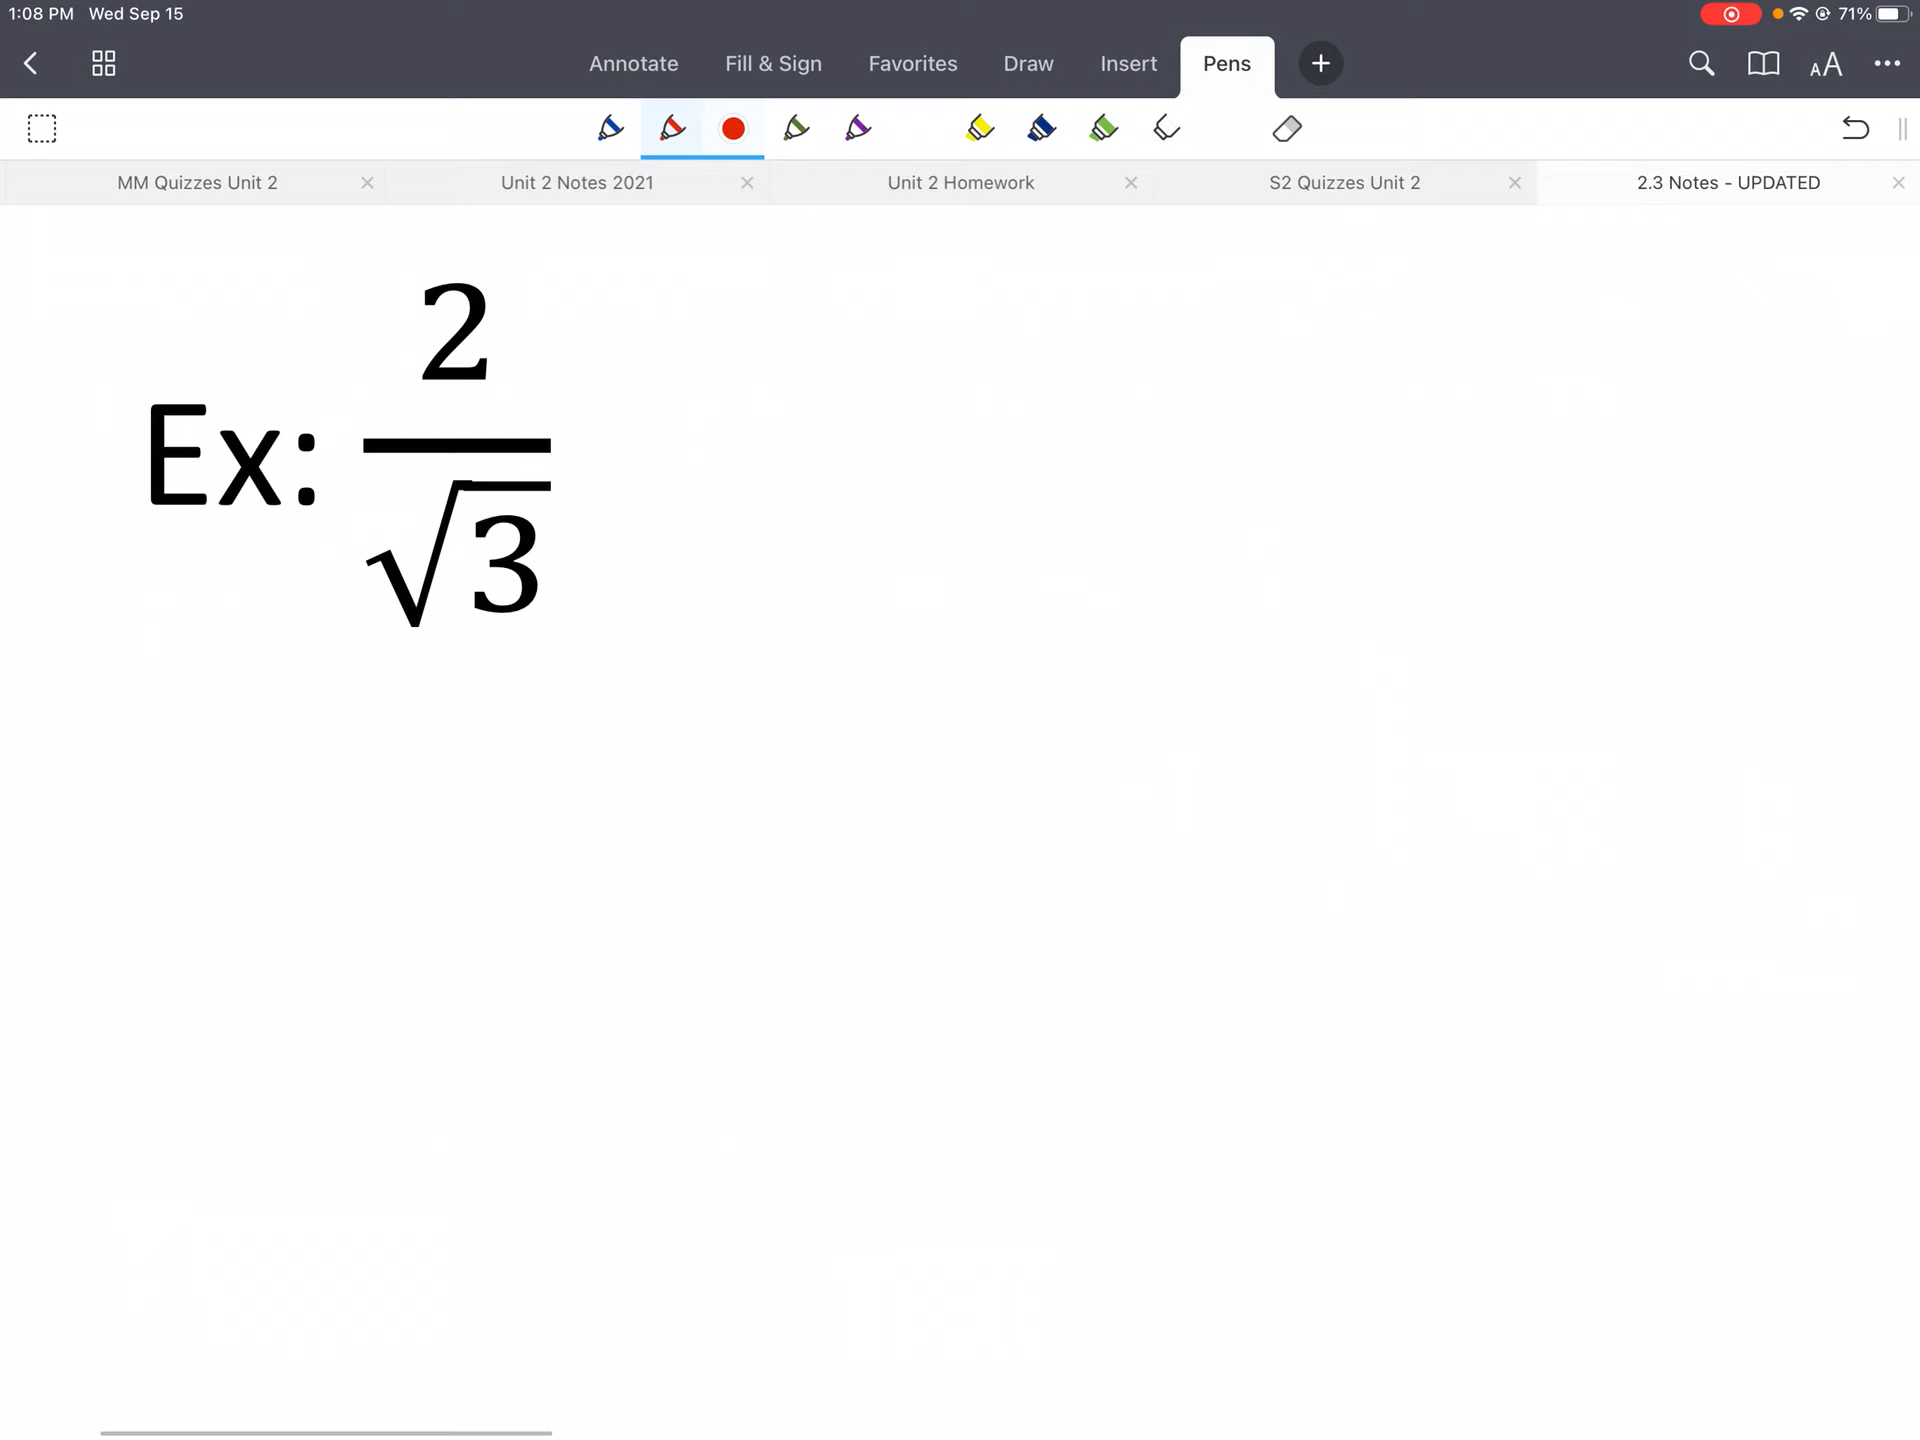 1:08 PM Wed Sep 15 71%
Annotate Fill & Sign Favorites Draw Insert Pens + AA
MM Quizzes Unit 2 Unit 2 Notes 2021 Unit 2 Homework S2 Quizzes Unit 2 2.3 Notes - UPDATED
2
Ex:
√3